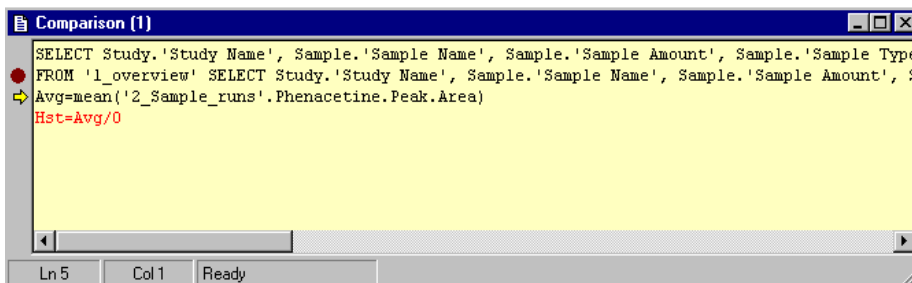 Comparison (1)
SELECT Study.'Study Name', Sample.'Sample Name', Sample.'Sample Amount', Sample.'Sample Type
FROM 'l_overview' SELECT Study.'Study Name', Sample.'Sample Name', Sample.'Sample Amount',
Avg=mean('2_Sample_runs'.Phenacetine.Peak.Area)
Hst=Avg/0
Ln 5 Col 1 Ready